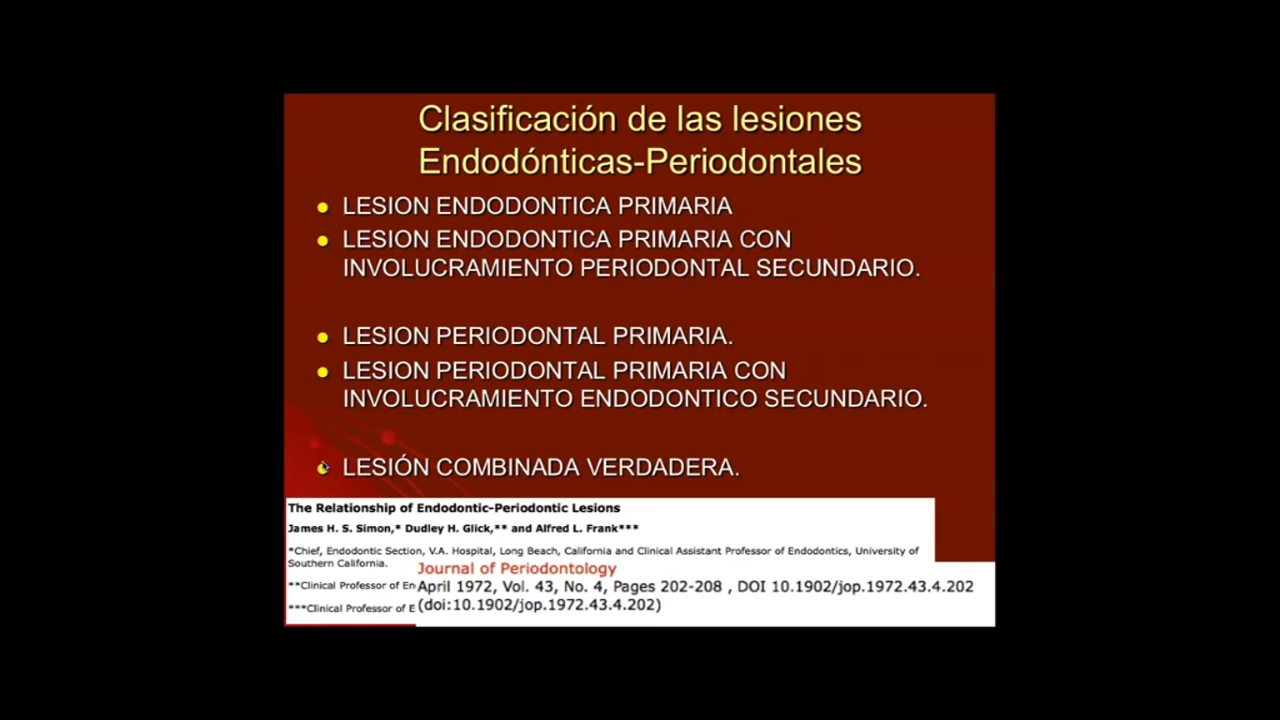 Clasificación de las lesiones
Endodónticas-Periodontales
LESION ENDODONTICA PRIMARIA
LESION ENDODONTICA PRIMARIA CON
INVOLUCRAMIENTO PERIODONTAL SECUNDARIO.
LESION PERIODONTAL PRIMARIA.
LESION PERIODONTAL PRIMARIA CON
INVOLUCRAMIENTO ENDODONTICO SECUNDARIO.
LESIÓN COMBINADA VERDADERA.
The Relationship of Endodontic-Periodontic Lesions
James H. S. Simon,* Dudley H. Glick,** and Alfred L. Frank***
*Chief, Endodontic Section, V.A. Hospital, Long Beach, California and Clinical Assistant Professor of Endodontics, University of
Southern California.
**Clinical Professor of En
***Clinical Professor of E
Journal of Periodontology
April 1972, Vol. 43, No. 4, Pages 202-208 , DOI 10.1902/jop.1972.43.4.202
(doi:10.1902/jop.1972.43.4.202)